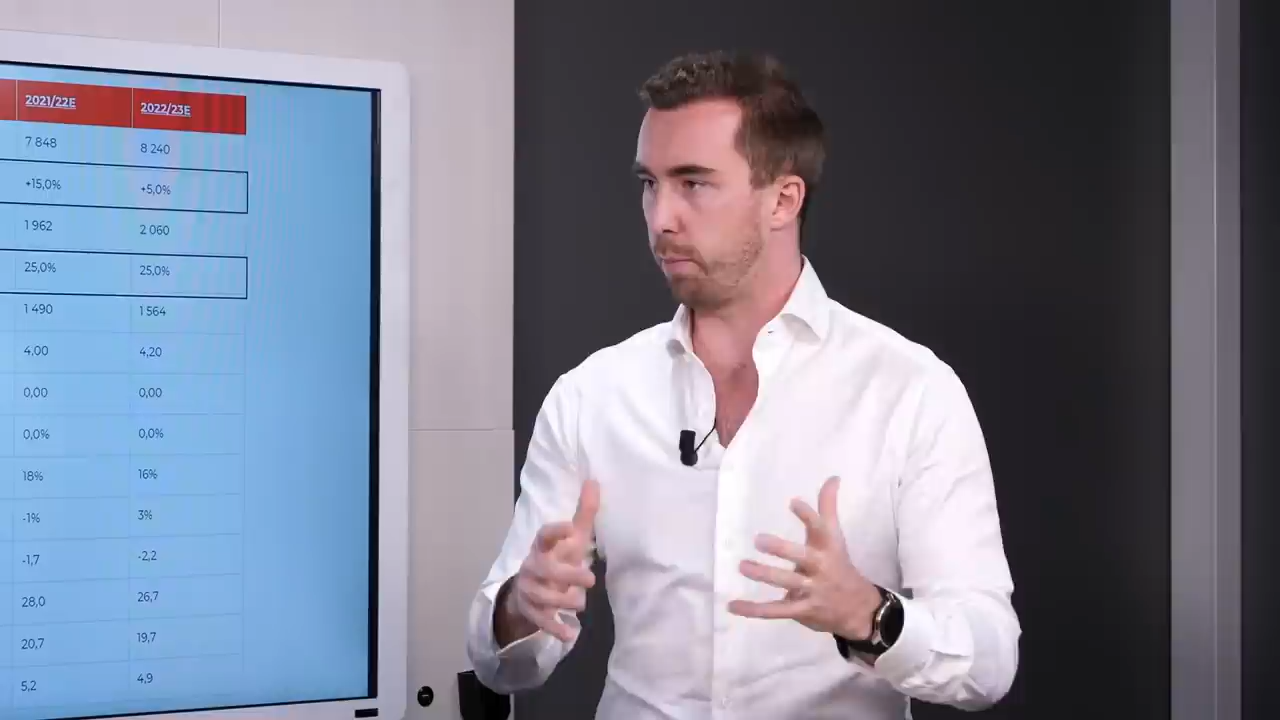 2021/22E 2022/23E
7 848 8 240
+15,0% +5,0%
1 962 2 060
25,0% 25,0%
1 490 1 564
4,00 4,20
0,00 0,00
0,0% 0,0%
18% 16%
-1% 3%
-1,7 -2,2
28,0 26,7
20,7 19,7
5,2 4,9